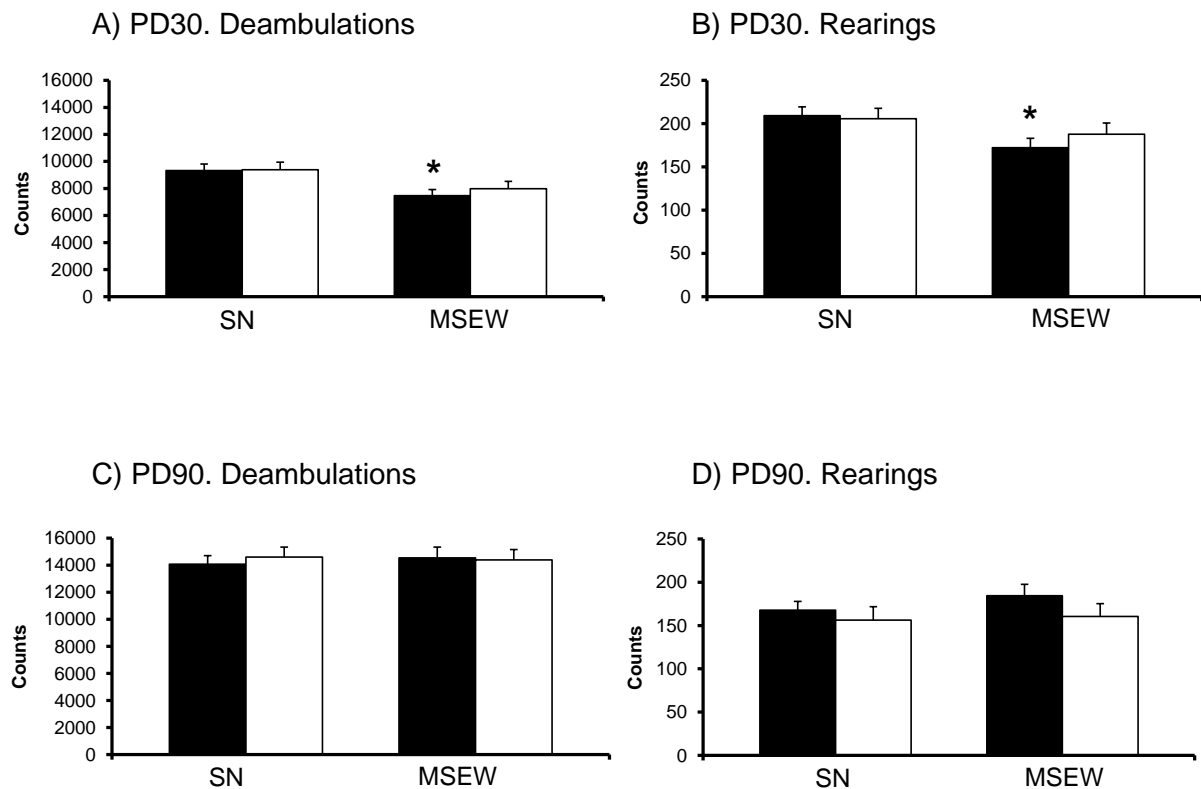 A) PD30. Deambulations
16000
14000
12000
10000
8000
6000
4000
2000
0
Counts
*
SN
MSEW
B) PD30. Rearings
250
200
150
100
50
0
Counts
*
SN
MSEW
C) PD90. Deambulations
16000
14000
12000
10000
8000
6000
4000
2000
0
Counts
SN
MSEW
D) PD90. Rearings
250
200
150
100
50
0
Counts
SN
MSEW